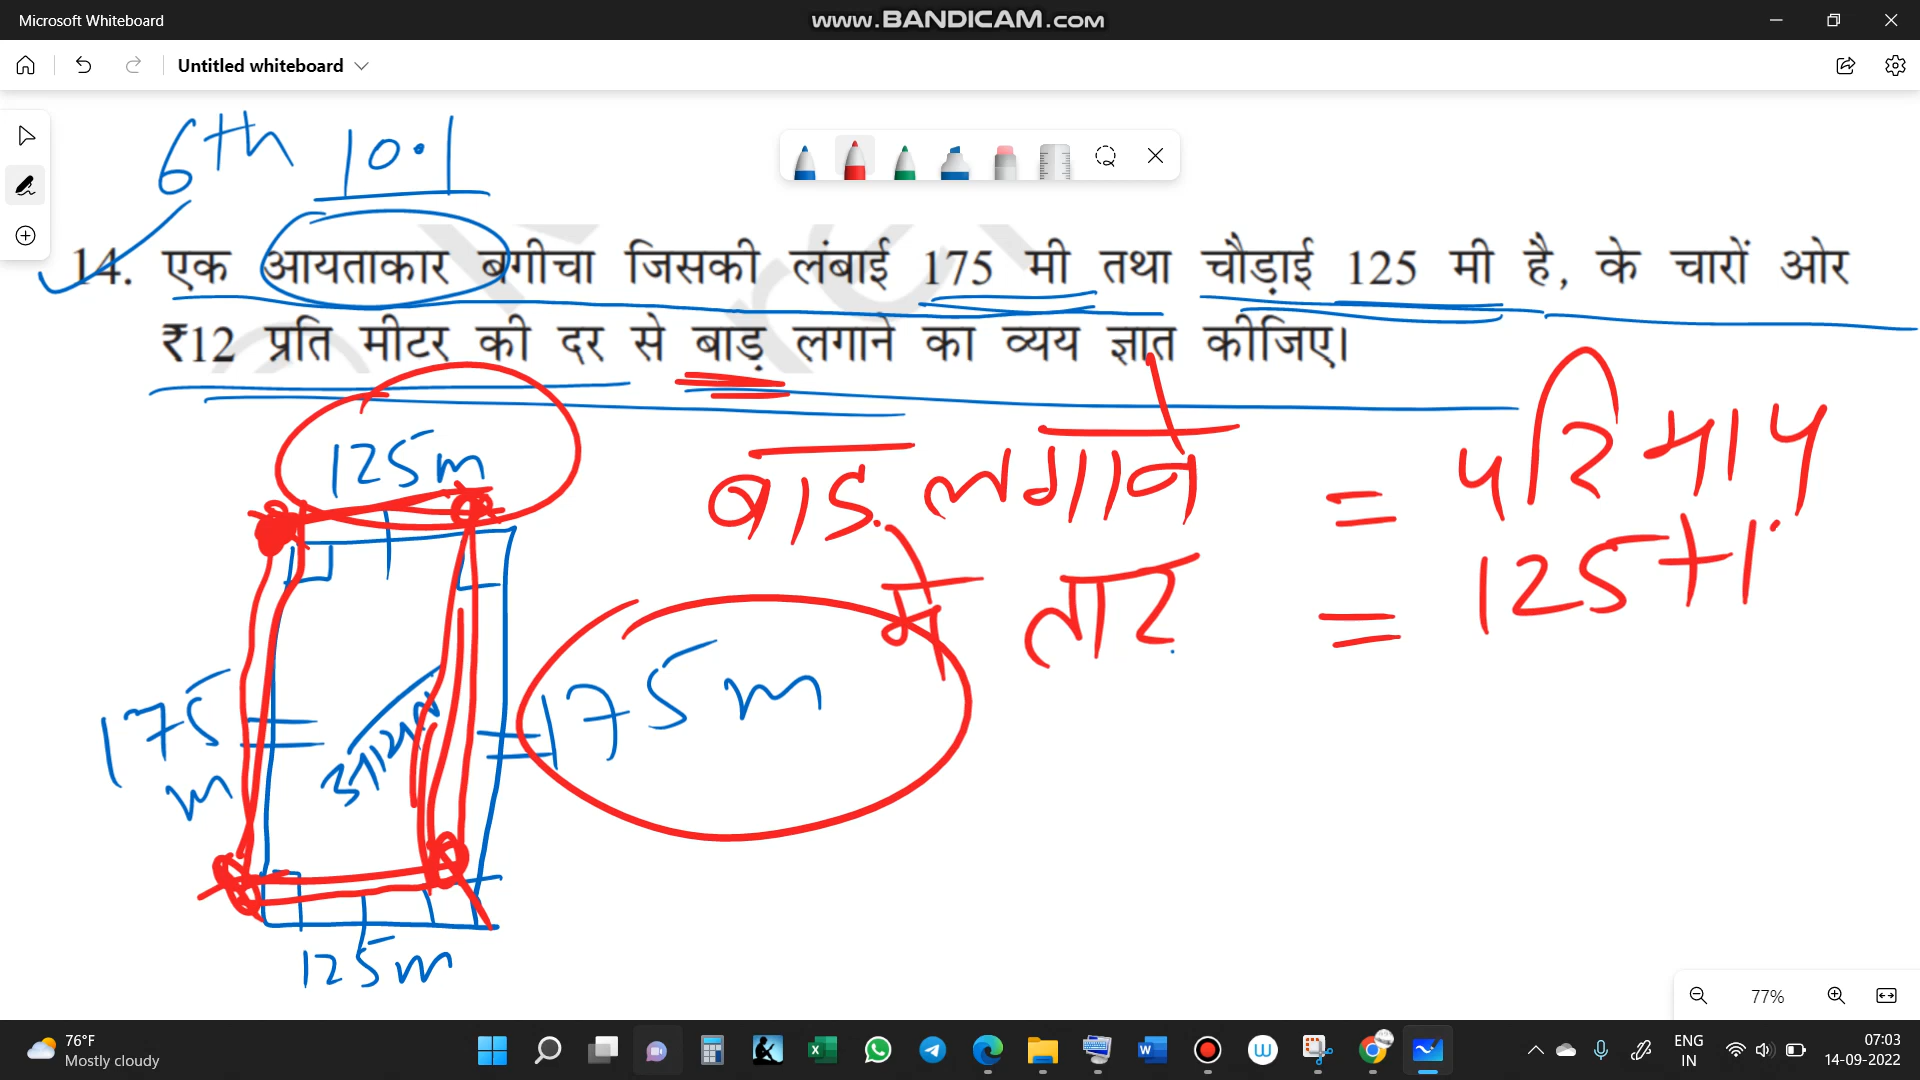 Microsoft Whiteboard
www.BANDICAM.com
Untitled whiteboard
6th 10.1
14. एक आयताकार बगीचा जिसकी लंबाई 175 मी तथा चौड़ाई 125 मी है, के चारों ओर
₹12 प्रति मीटर की दर से बाड़ लगाने का व्यय ज्ञात कीजिए।
125m
बाड लगाने = परिमाप
में तार = 125+1
175 m
175m
आयत
125m
77%
76°F
Mostly cloudy
ENG
IN
07:03
14-09-2022